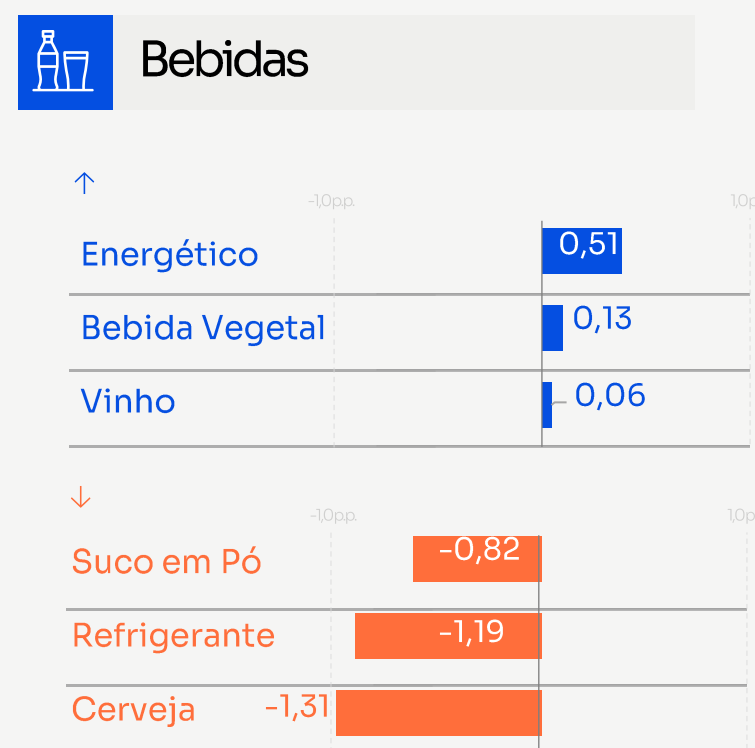 Bebidas
-1,0p.p.
1,0p
Energético
0,51
Bebida Vegetal
0,13
Vinho
0,06
-1,0p.p.
1,0p
Suco em Pó
-0,82
Refrigerante
-1,19
Cerveja
-1,31